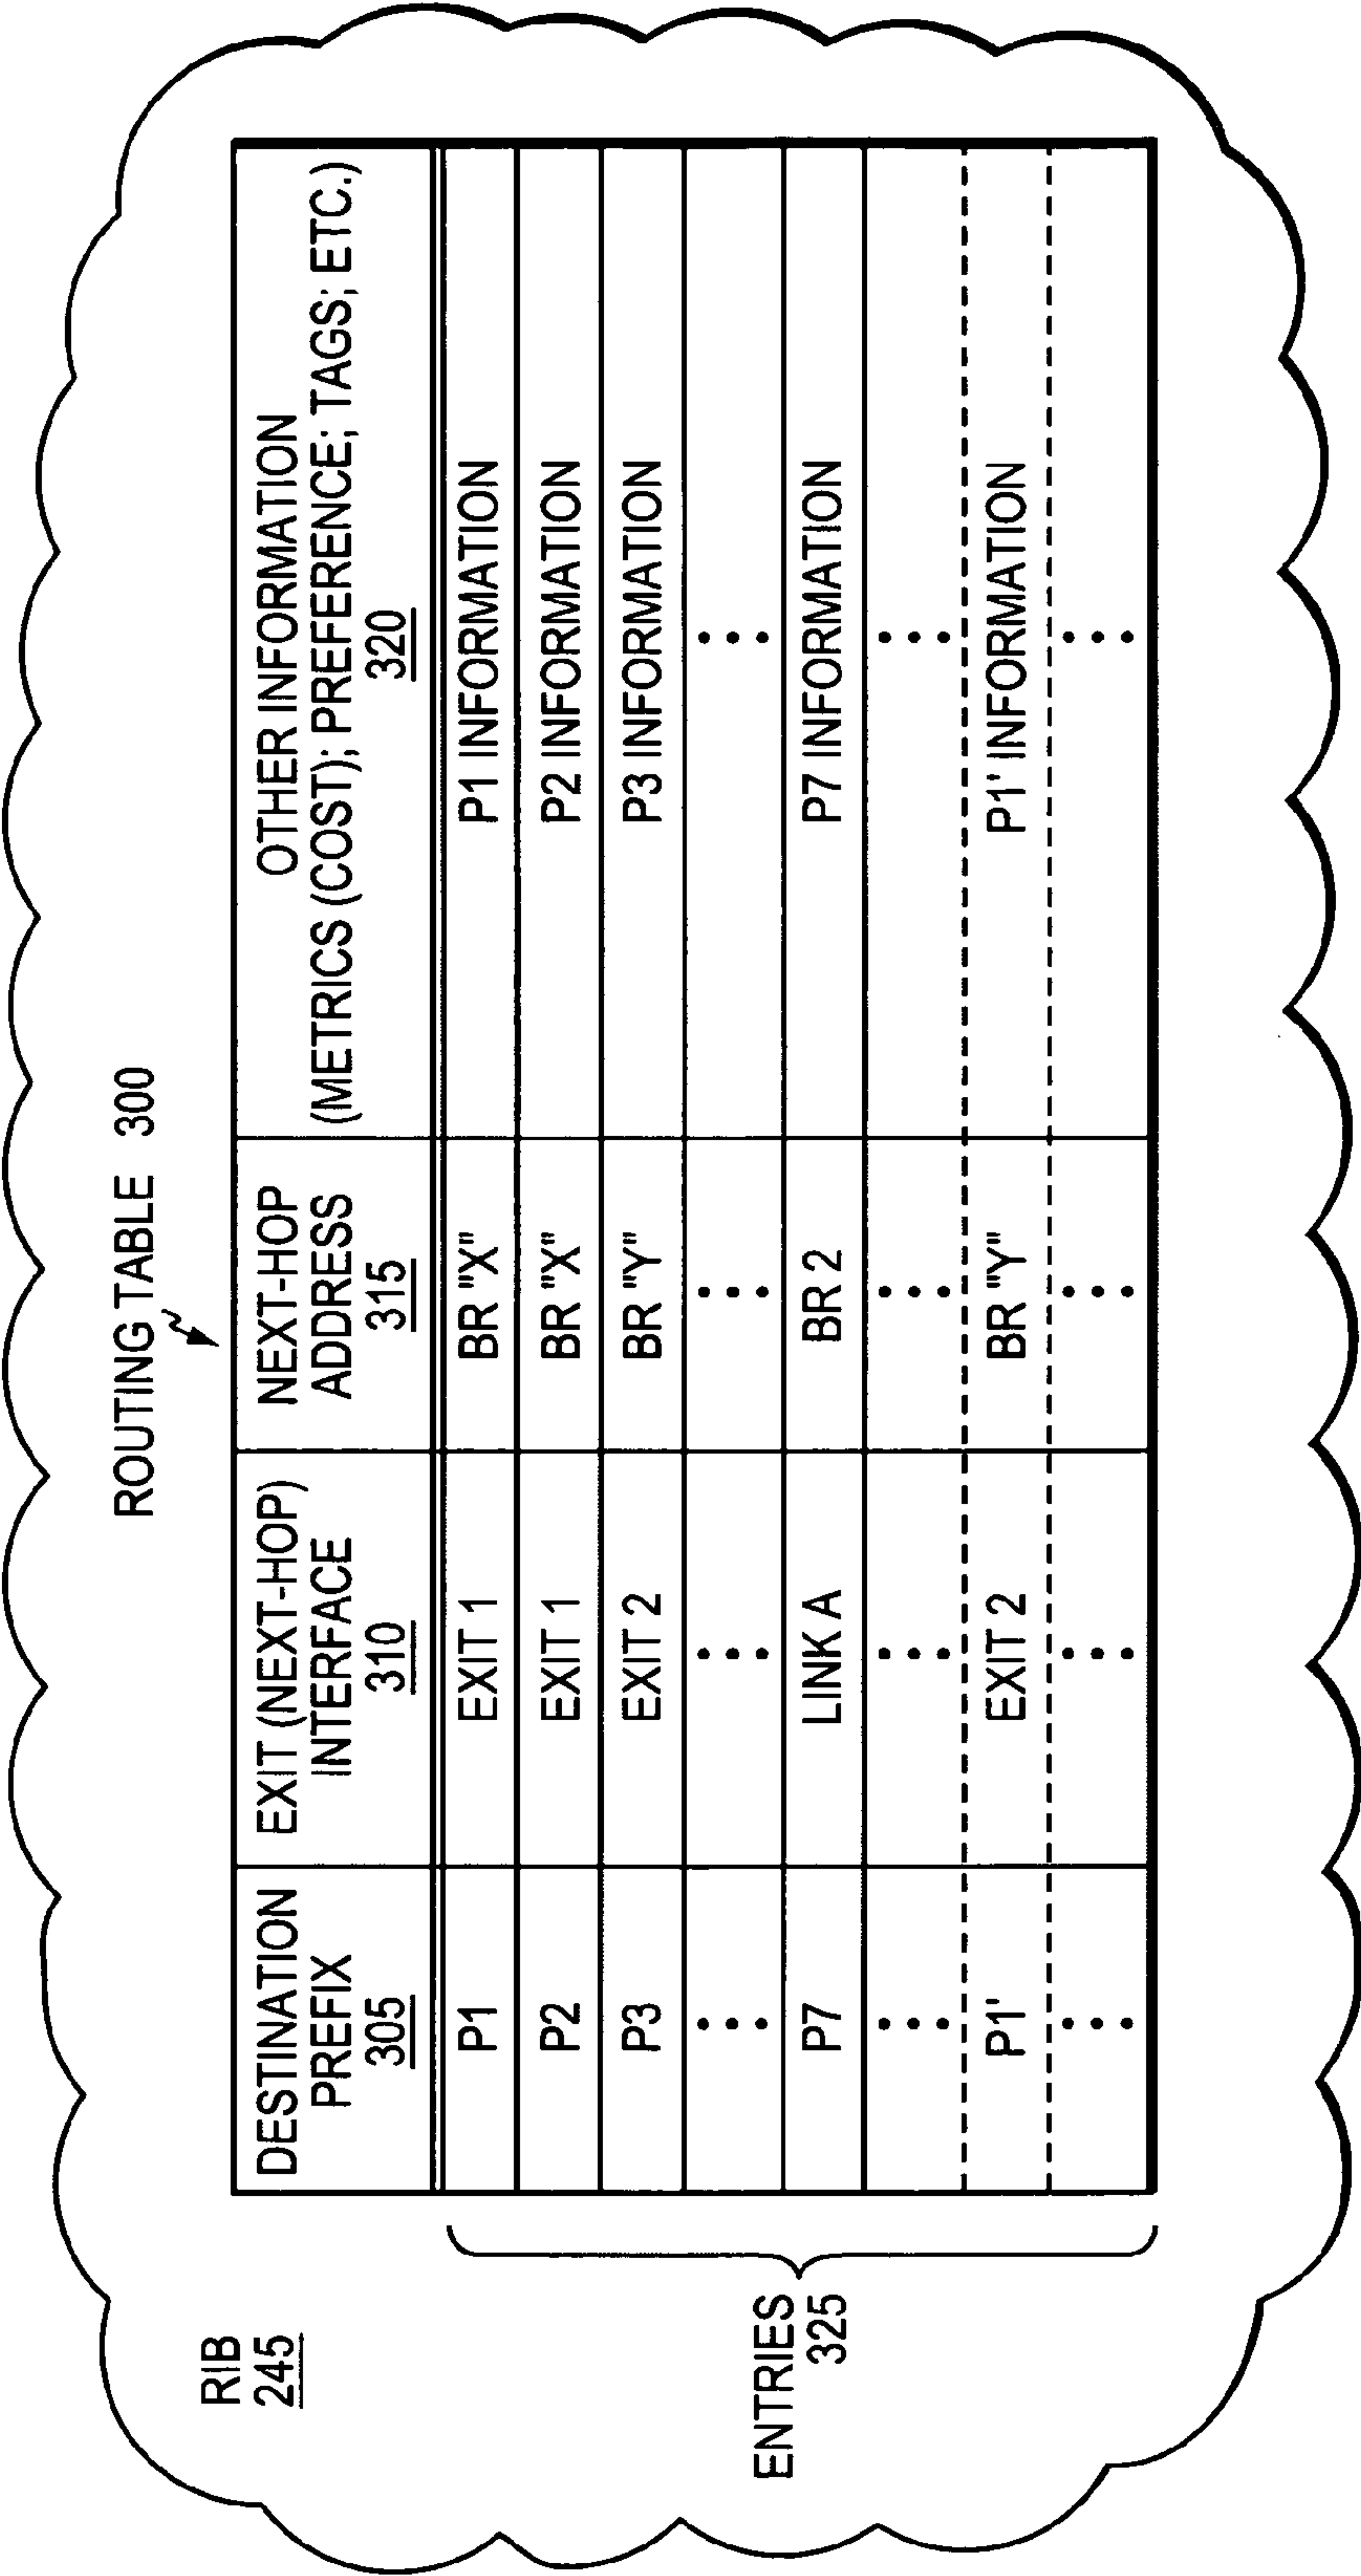 RIB
245
ROUTING TABLE 300
DESTINATION
PREFIX
305
EXIT (NEXT-HOP)
INTERFACE
310
NEXT-HOP
ADDRESS
315
OTHER INFORMATION
(METRICS (COST); PREFERENCE; TAGS; ETC.)
320
P1 EXIT 1 BR "X" P1 INFORMATION
P2 EXIT 1 BR "X" P2 INFORMATION
P3 EXIT 2 BR "Y" P3 INFORMATION
••• ••• ••• •••
P7 LINK A BR 2 P7 INFORMATION
••• ••• ••• •••
P1' EXIT 2 BR "Y" P1' INFORMATION
••• ••• ••• •••
ENTRIES
325